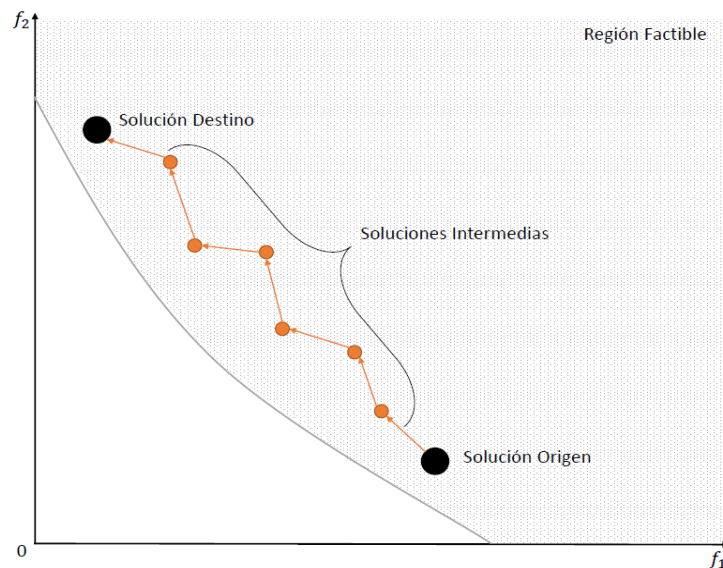 f₂
Región Factible
Solución Destino
Soluciones Intermedias
Solución Origen
0
f₁